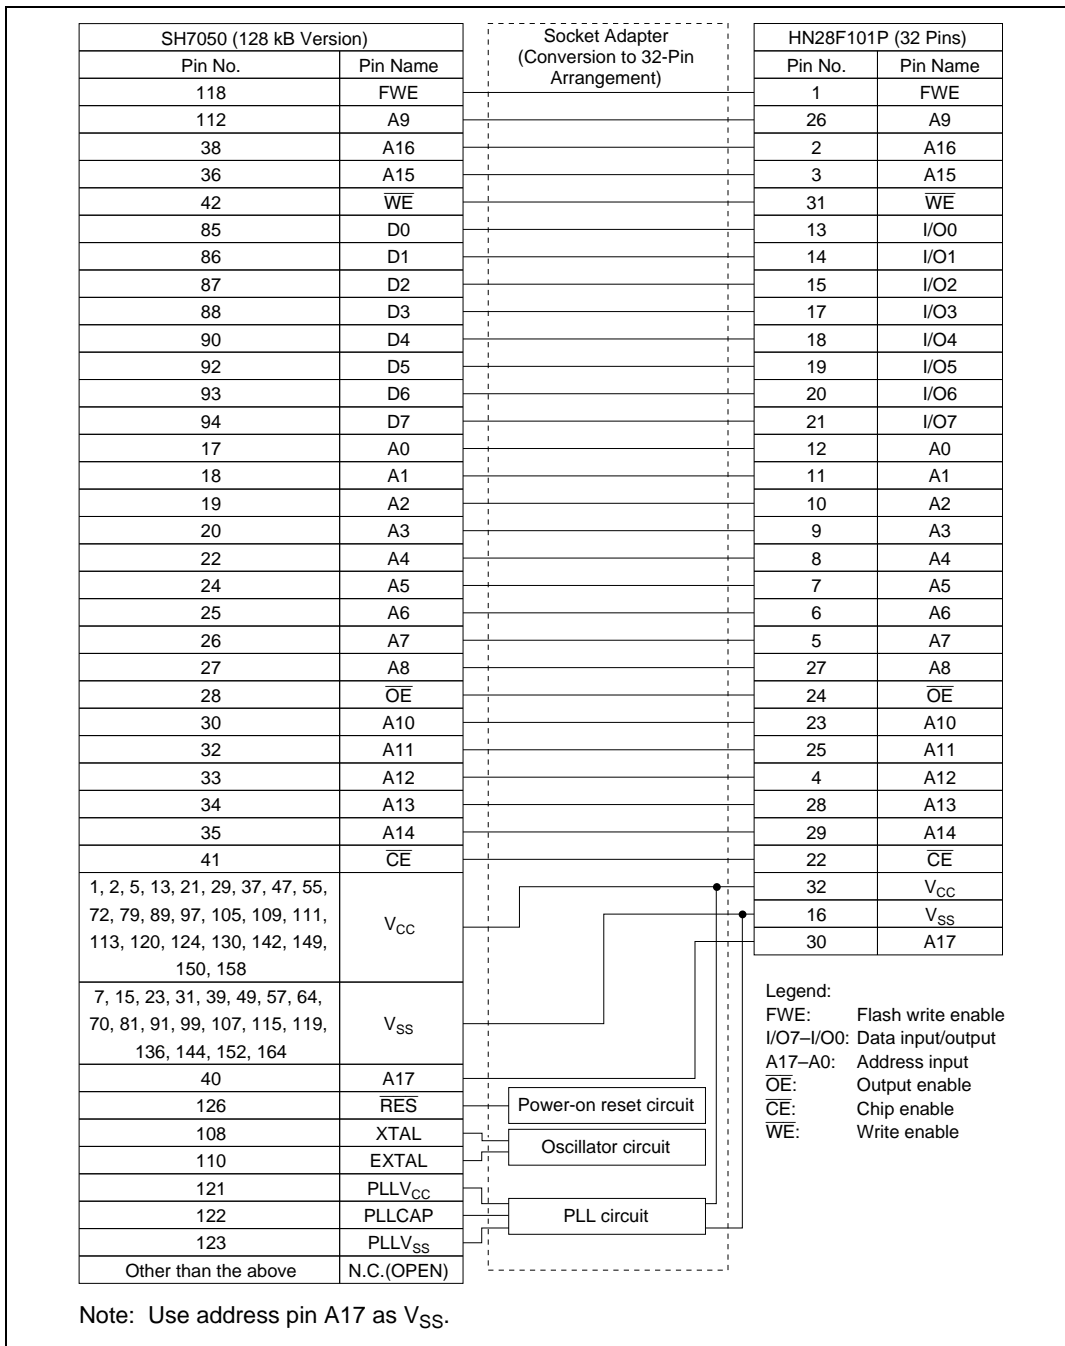 SH7050 (128 kB Version) Socket Adapter HN28F101P (32 Pins)
(Conversion to 32-Pin
Arrangement)
Pin No. Pin Name Pin No. Pin Name
118 FWE 1 FWE
112 A9 26 A9
38 A16 2 A16
36 A15 3 A15
42 WE 31 WE
85 D0 13 I/O0
86 D1 14 I/O1
87 D2 15 I/O2
88 D3 17 I/O3
90 D4 18 I/O4
92 D5 19 I/O5
93 D6 20 I/O6
94 D7 21 I/O7
17 A0 12 A0
18 A1 11 A1
19 A2 10 A2
20 A3 9 A3
22 A4 8 A4
24 A5 7 A5
25 A6 6 A6
26 A7 5 A7
27 A8 27 A8
28 OE 24 OE
30 A10 23 A10
32 A11 25 A11
33 A12 4 A12
34 A13 28 A13
35 A14 29 A14
41 CE 22 CE
1, 2, 5, 13, 21, 29, 37, 47, 55,
72, 79, 89, 97, 105, 109, 111,
113, 120, 124, 130, 142, 149,
150, 158
VCC
32 VCC
16 VSS
30 A17
7, 15, 23, 31, 39, 49, 57, 64,
70, 81, 91, 99, 107, 115, 119,
136, 144, 152, 164
VSS
40 A17
126 RES Power-on reset circuit
108 XTAL
110 EXTAL
Oscillator circuit
121 PLLVCC
122 PLLCAP PLL circuit
123 PLLVSS
Other than the above N.C.(OPEN)
Legend:
FWE: Flash write enable
I/O7–I/O0: Data input/output
A17–A0: Address input
OE: Output enable
CE: Chip enable
WE: Write enable
Note: Use address pin A17 as VSS.